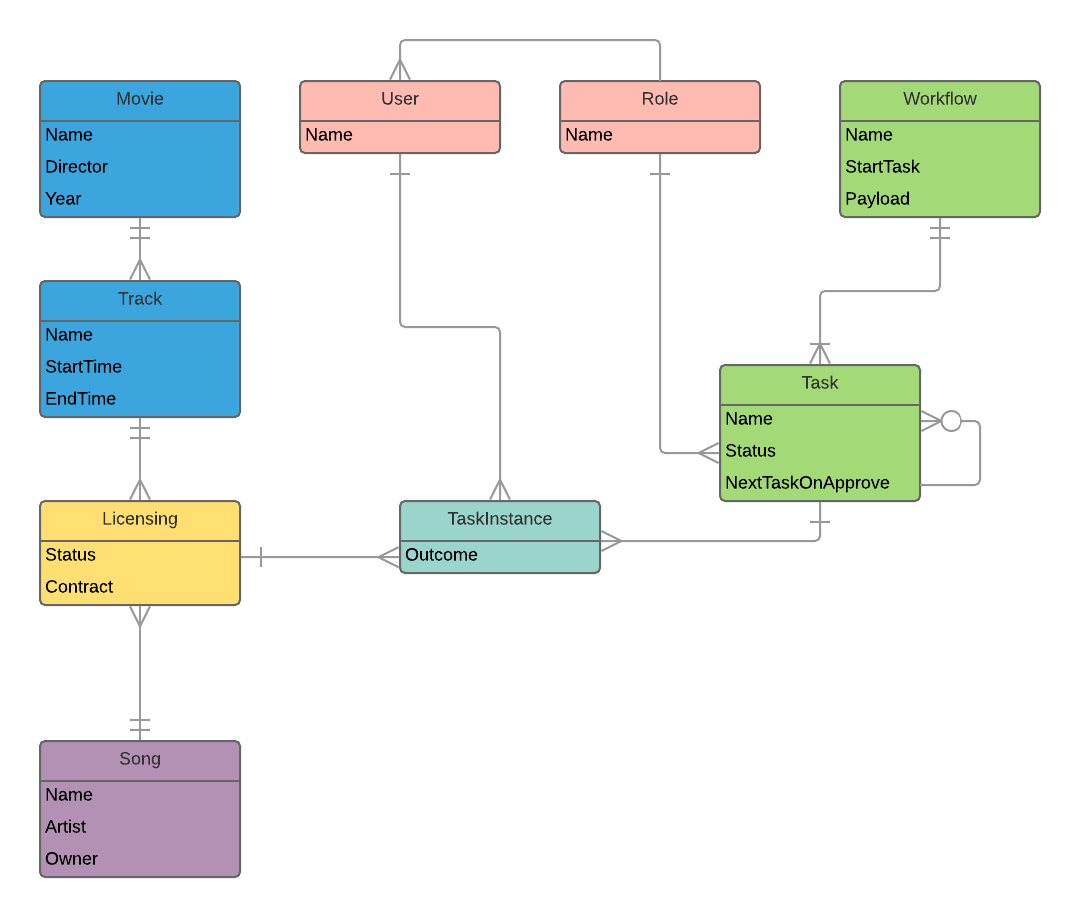 Movie
Name
Director
Year
User
Name
Role
Name
Workflow
Name
StartTask
Payload
Track
Name
StartTime
EndTime
Task
Name
Status
NextTaskOnApprove
Licensing
Status
Contract
TaskInstance
Outcome
Song
Name
Artist
Owner